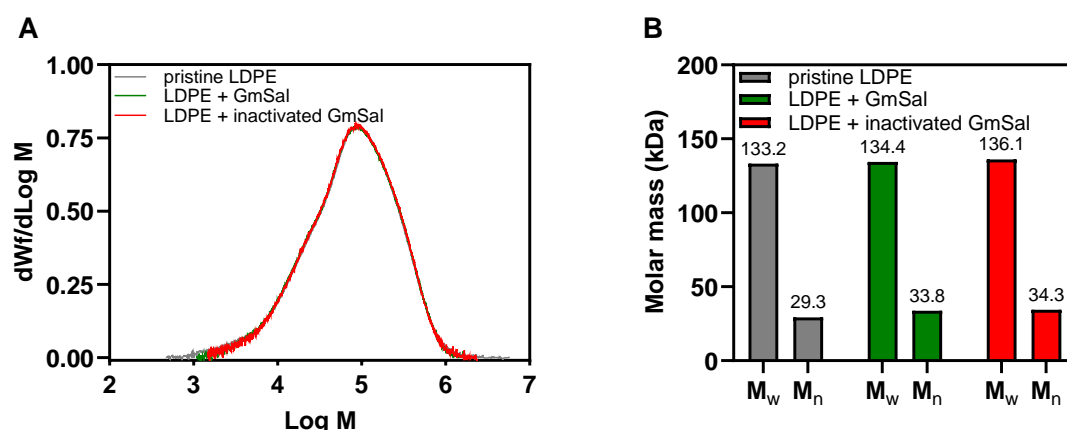 A
1.00
0.75
0.50
0.25
0.00
dWf/dLog M
pristine LDPE
LDPE + GmSal
LDPE + inactivated GmSal
2 3 4 5 6 7
Log M
B
200
150
100
50
0
Molar mass (kDa)
pristine LDPE
LDPE + GmSal
LDPE + inactivated GmSal
133.2 134.4 136.1
29.3 33.8 34.3
Mw Mn Mw Mn Mw Mn